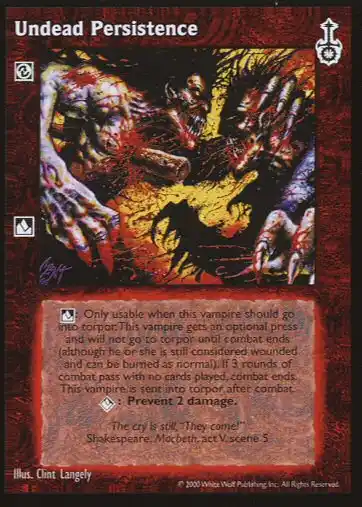 Undead Persistence
: Only usable when this vampire should go
into torpor. This vampire gets an optional press
and will not go to torpor until combat ends
(although he or she is still considered wounded
and can be burned as normal). If 3 rounds of
combat pass with no cards played, combat ends.
This vampire is sent into torpor after combat.
: Prevent 2 damage.
The cry is still, "They come!"
Shakespeare, Macbeth, act V, scene 5
Illus. Clint Langely
© 2000 White Wolf Publishing, Inc. All Rights Reserved.